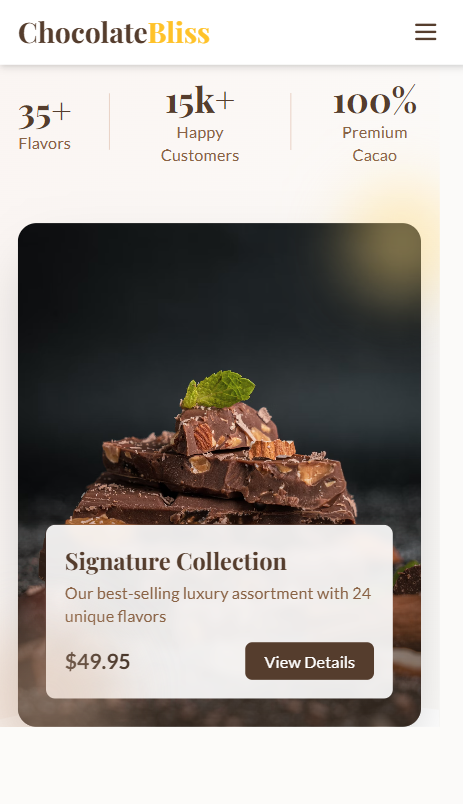 ChocolateBliss
35+
Flavors
15k+
Happy
Customers
100%
Premium
Cacao
Signature Collection
Our best-selling luxury assortment with 24
unique flavors
$49.95
View Details